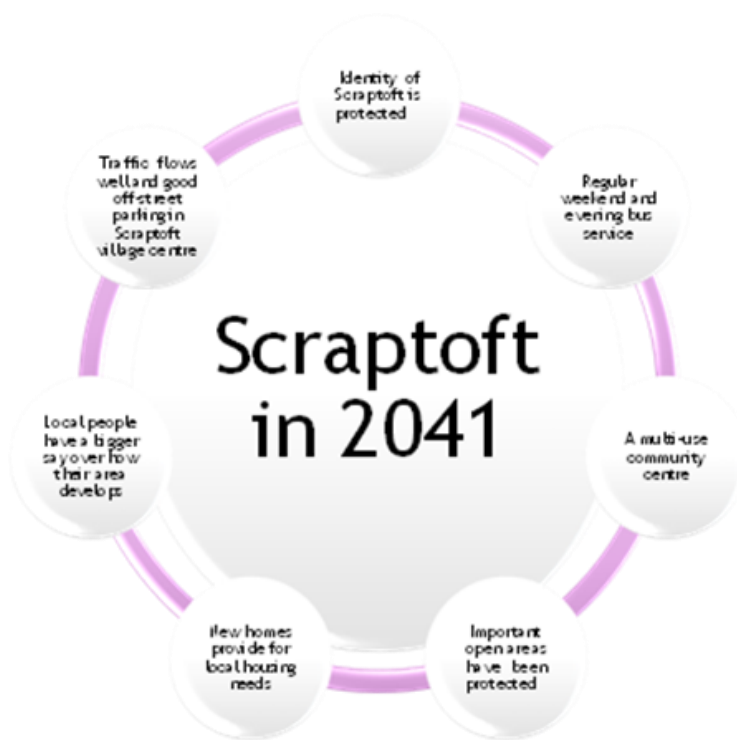 Identity of
Scraptoft is
protected
Regular
weekend and
evening bus
service
A multi-use
community
centre
Important
open areas
have been
protected
New homes
provide for
local housing
needs
Local people
have a bigger
say over how
their area
develops
Traffic flows
well and good
off street
parking in
Scraptoft
village centre
Scraptoft
in 2041